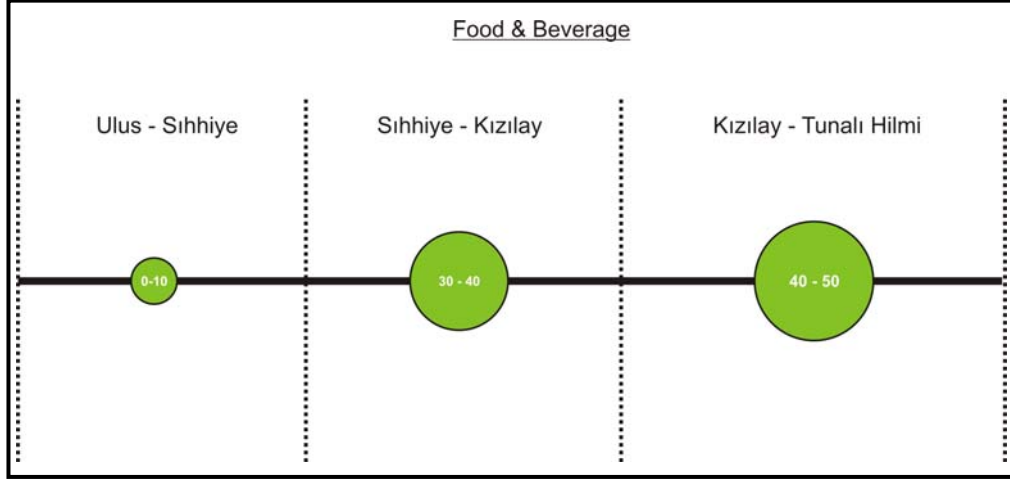 Food & Beverage
Ulus - Sıhhiye
Sıhhiye - Kızılay
Kızılay - Tunalı Hilmi
0-10
30 - 40
40 - 50